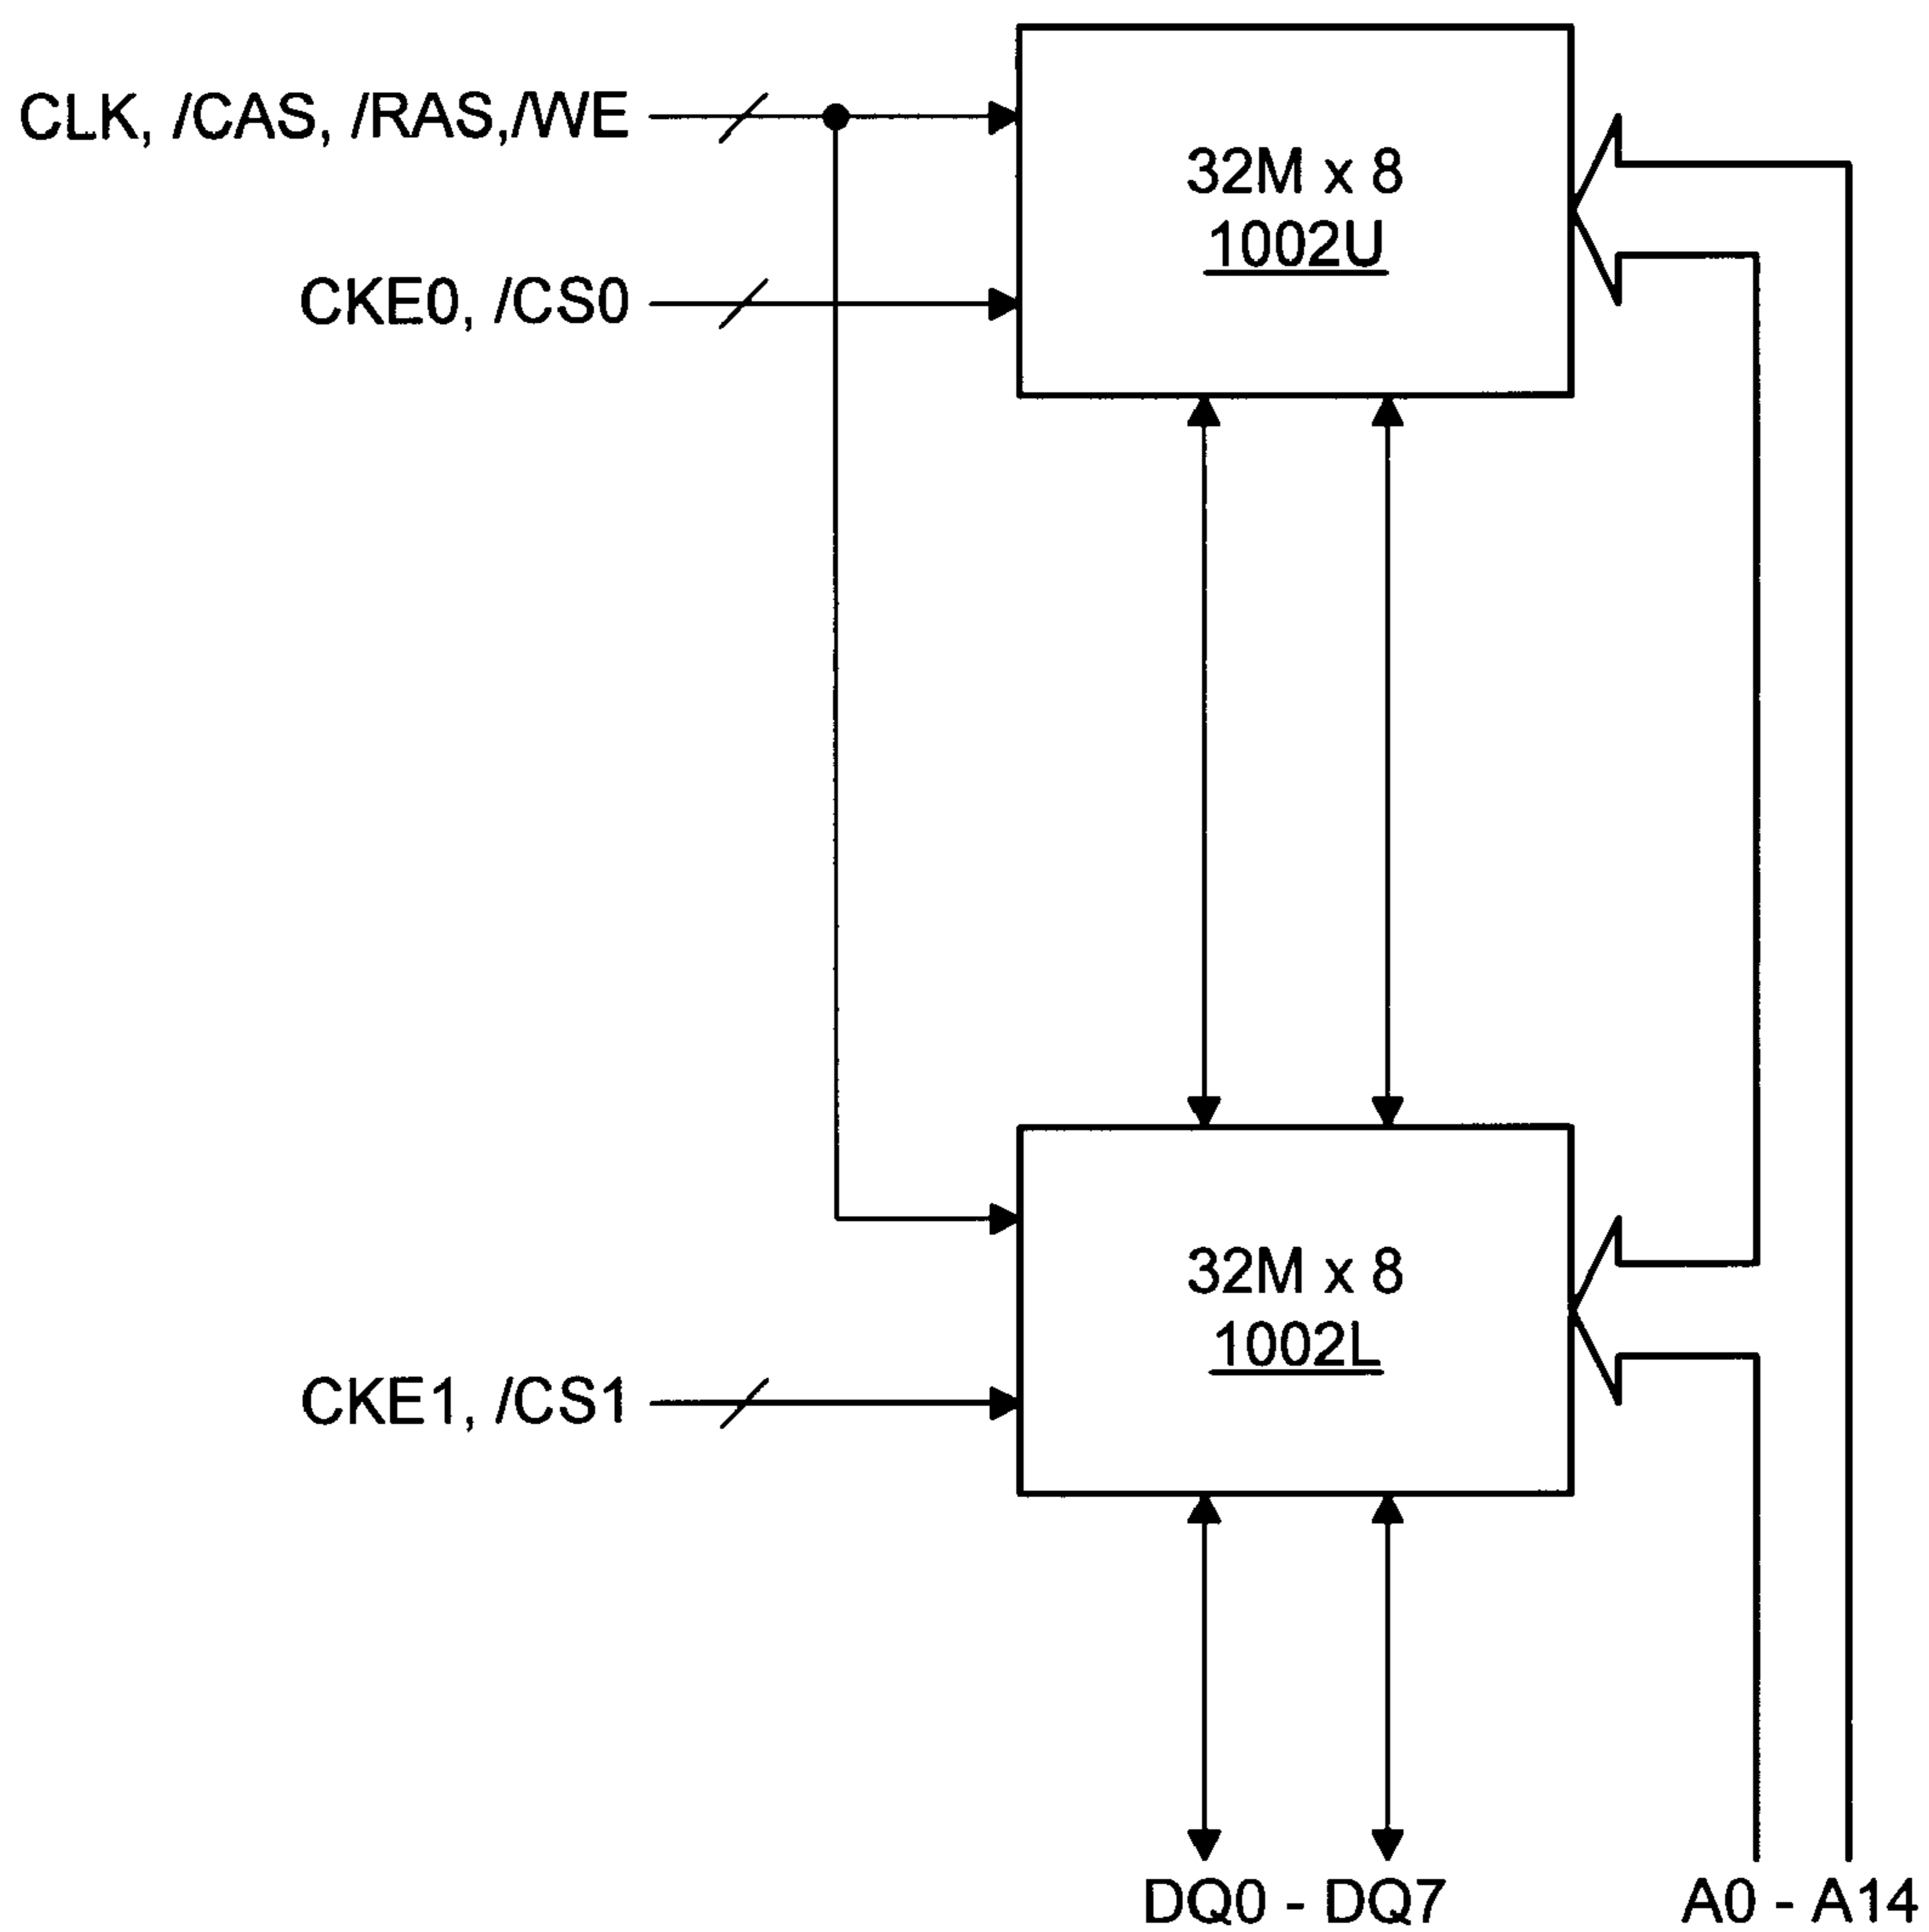 CLK, /CAS, /RAS,/WE
32M x 8
1002U
CKE0, /CS0
32M x 8
1002L
CKE1, /CS1
DQ0 - DQ7
A0 - A14